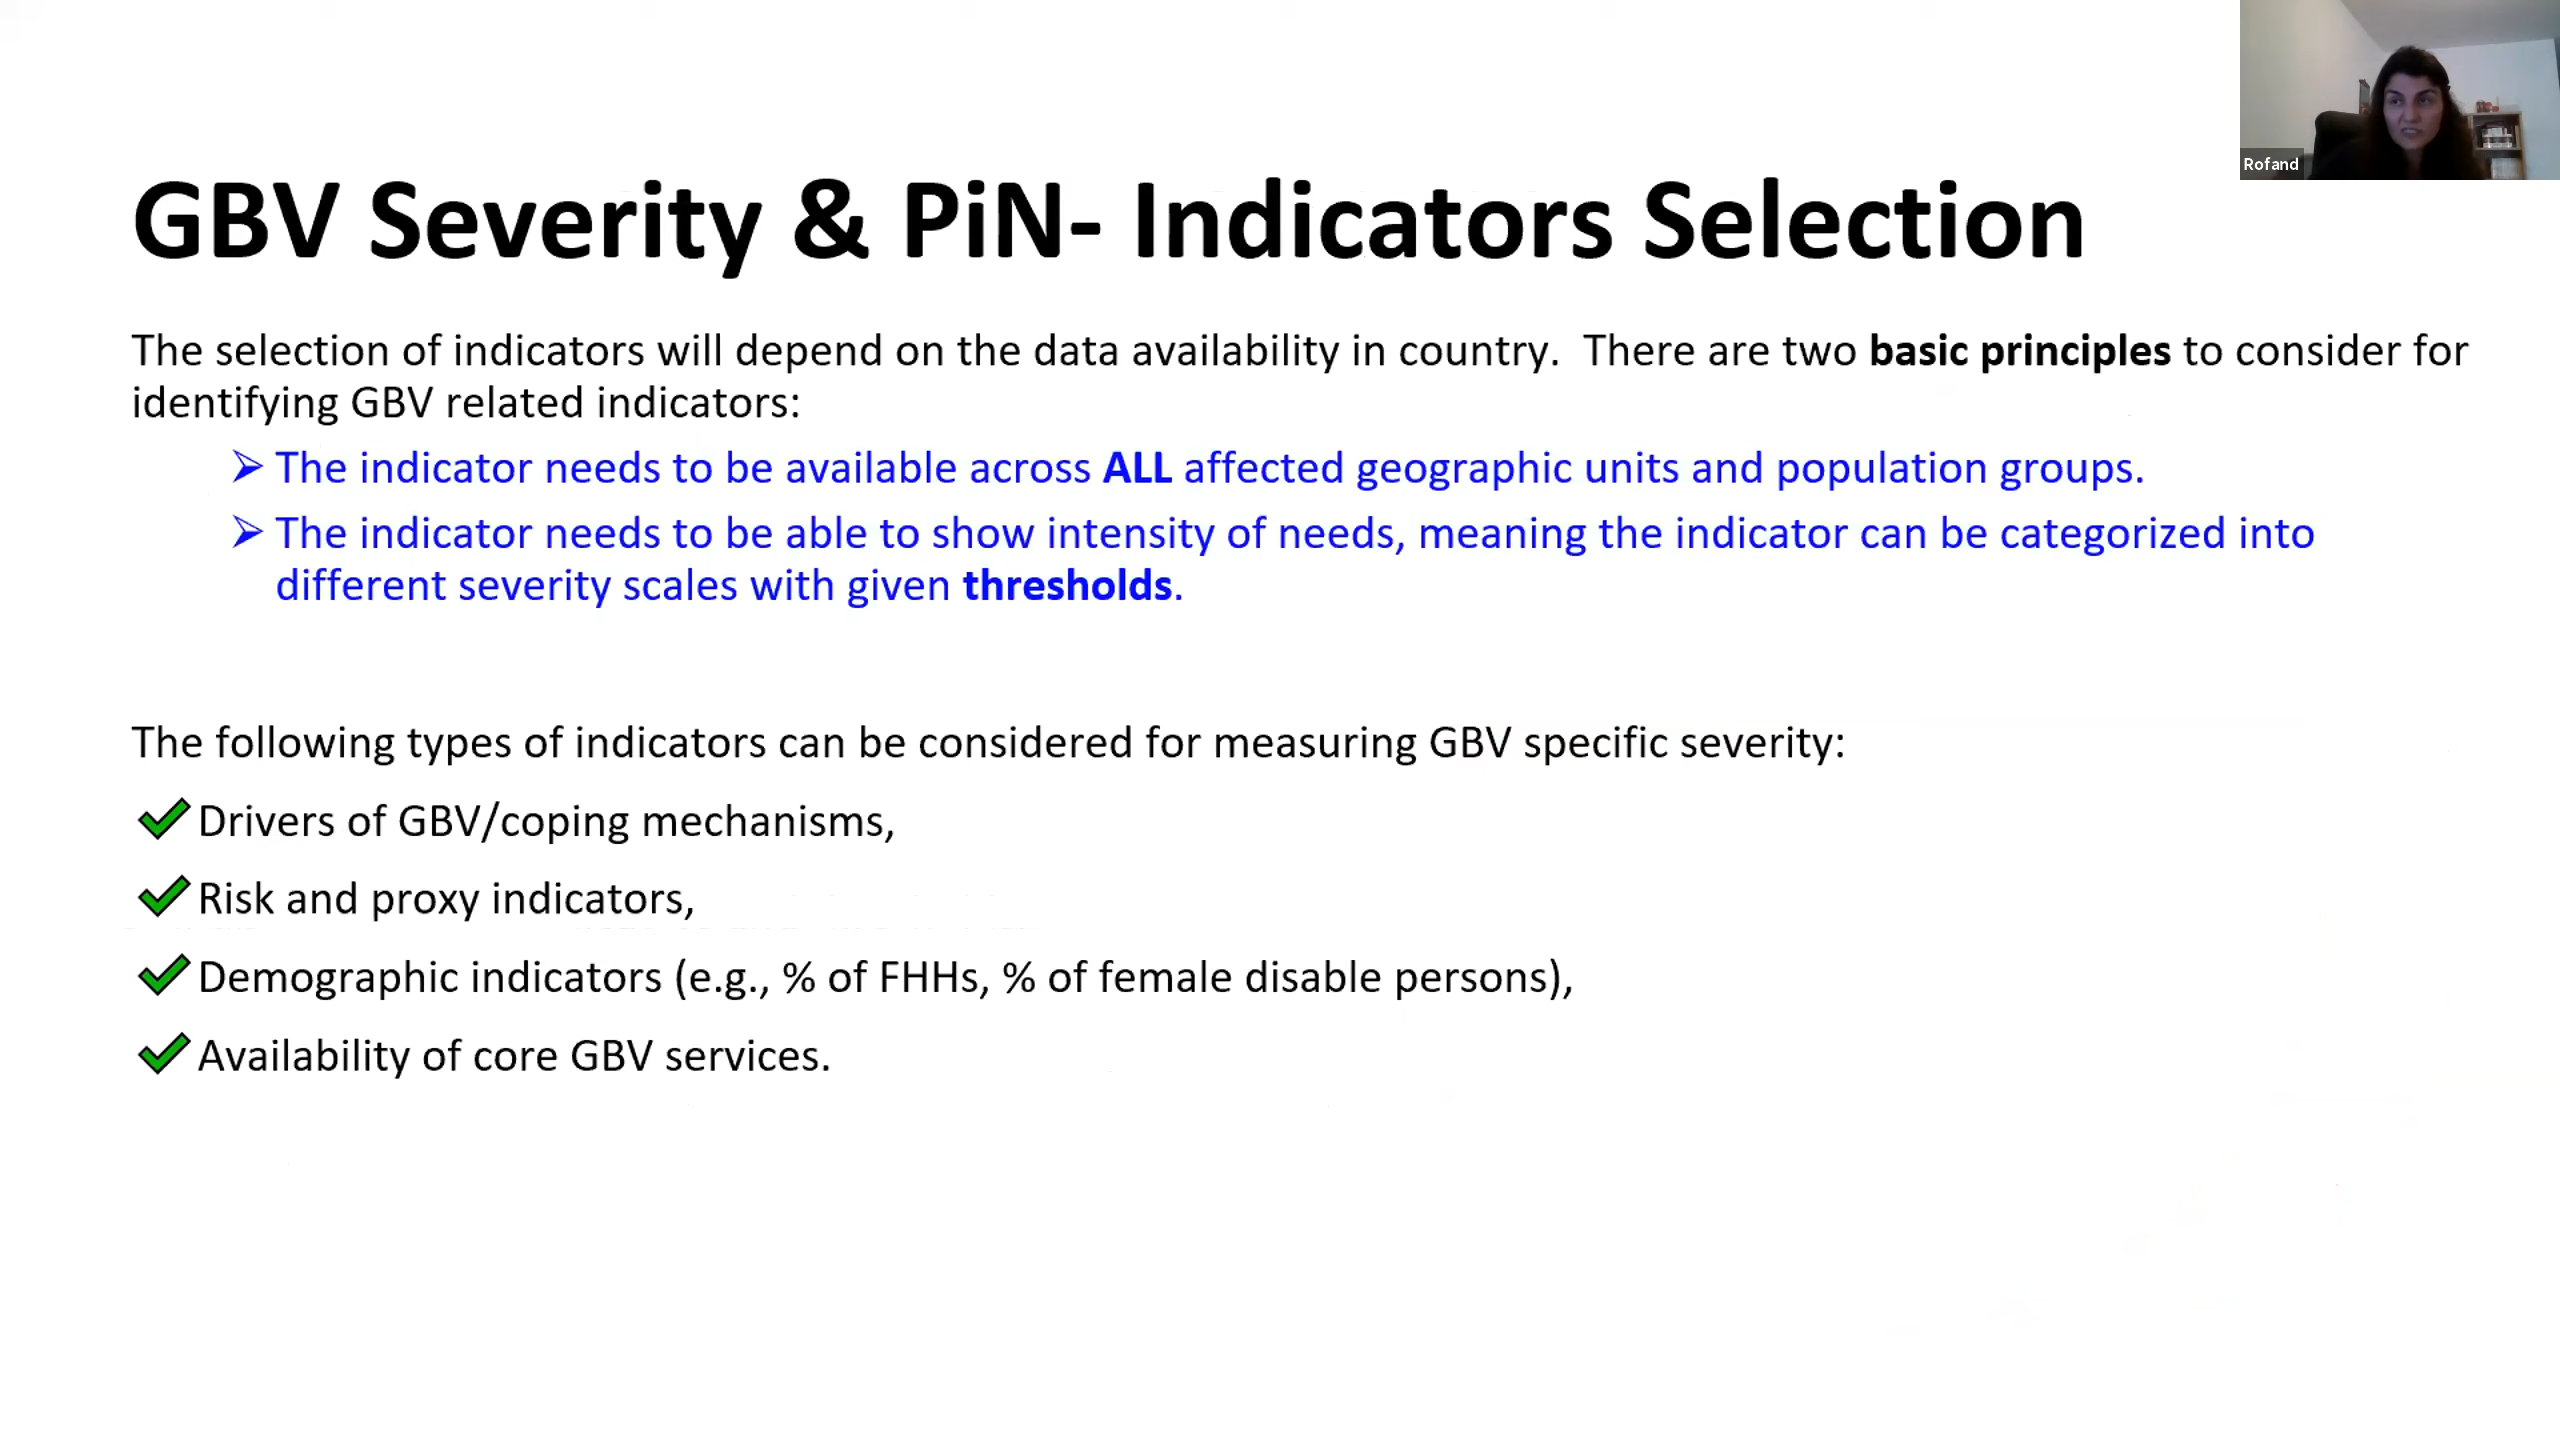 Rofand
GBV Severity & PiN- Indicators Selection
The selection of indicators will depend on the data availability in country.  There are two basic principles to consider for
identifying GBV related indicators:
➢ The indicator needs to be available across ALL affected geographic units and population groups.
➢ The indicator needs to be able to show intensity of needs, meaning the indicator can be categorized into
different severity scales with given thresholds.
The following types of indicators can be considered for measuring GBV specific severity:
✔ Drivers of GBV/coping mechanisms,
✔ Risk and proxy indicators,
✔ Demographic indicators (e.g., % of FHHs, % of female disable persons),
✔ Availability of core GBV services.